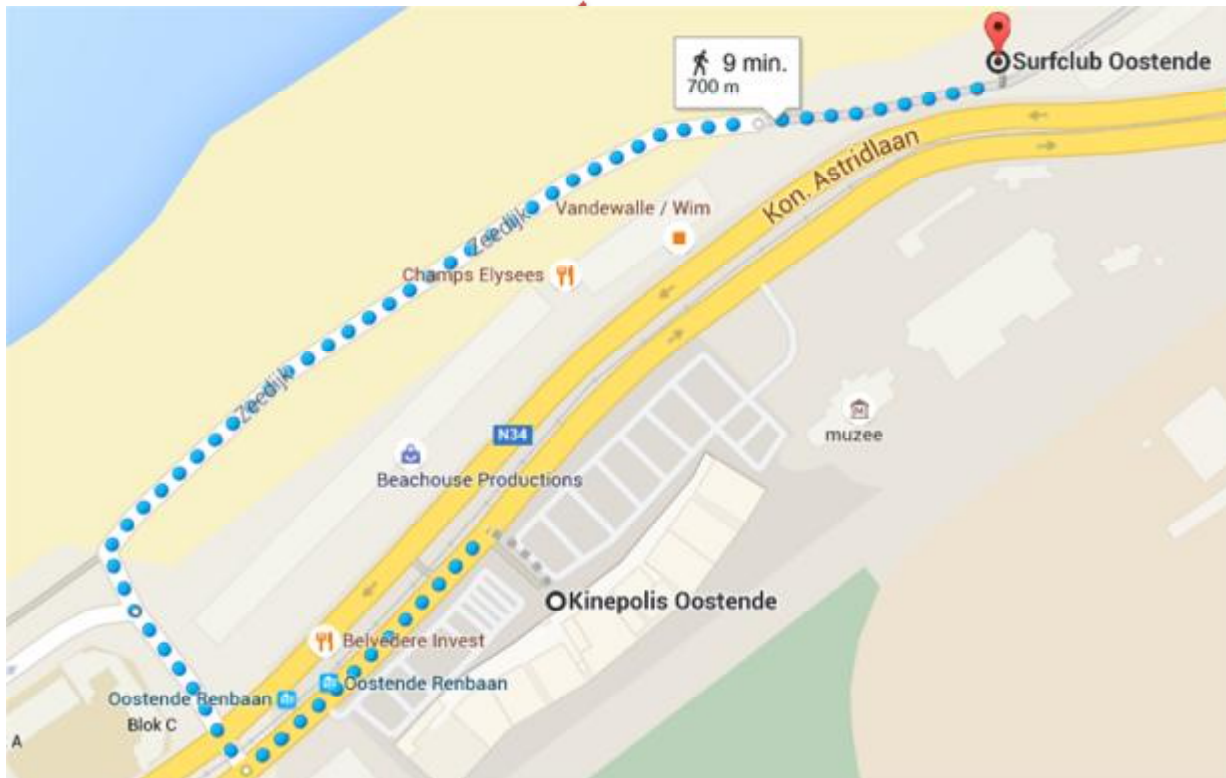 9 min.
700 m
Surfclub Oostende
Kon. Astridlaan
Vandewalle / Wim
Zeedijk
Champs Elysees
Zeedijk
muzee
N34
Beachouse Productions
Kinepolis Oostende
Belvedere Invest
Oostende Renbaan
Oostende Renbaan
Blok C
A